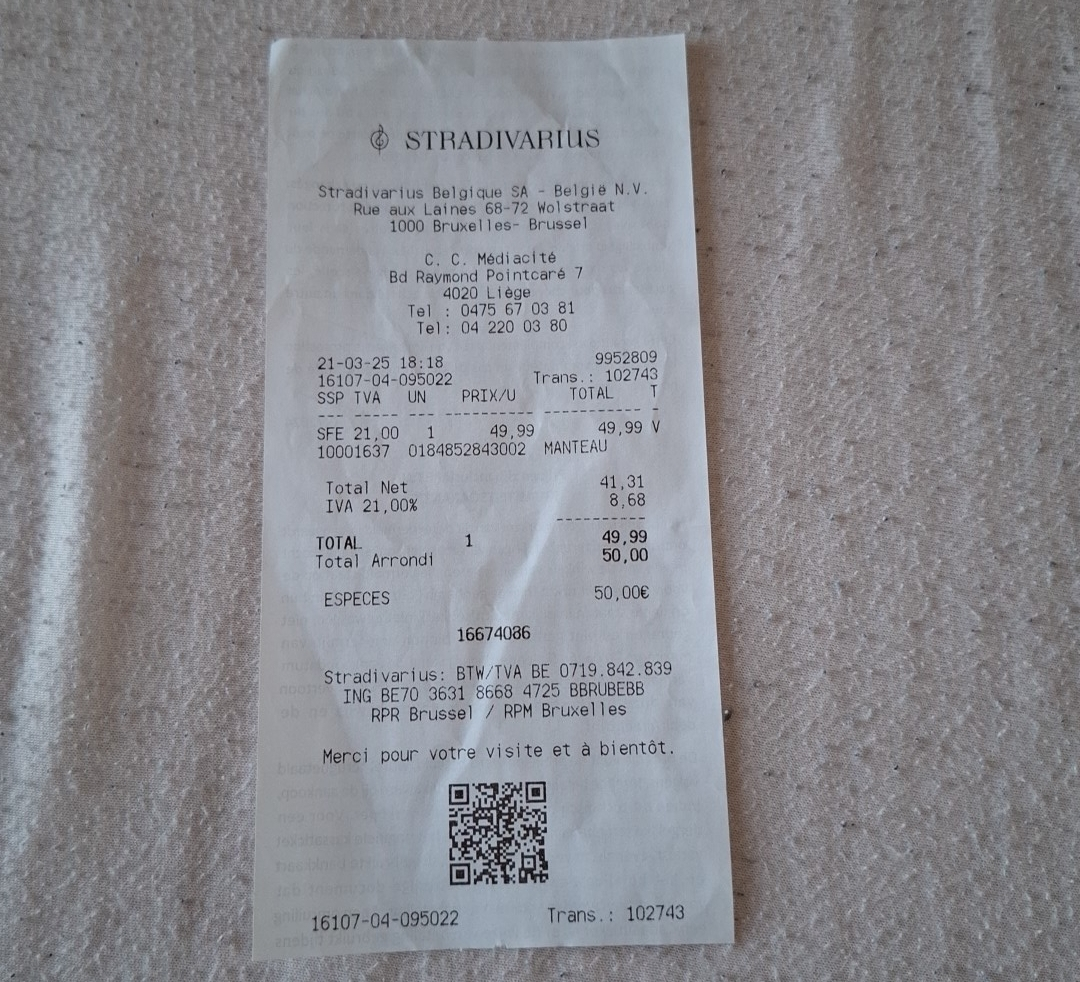 STRADIVARIUS
Stradivarius Belgique SA - België N.V.
Rue aux Laines 68-72 Wolstraat
1000 Bruxelles- Brussel
C. C. Médiacité
Bd Raymond Pointcaré 7
4020 Liège
Tel : 0475 67 03 81
Tel: 04 220 03 80
21-03-25 18:18 9952809
16107-04-095022 Trans.: 102743
SSP TVA UN PRIX/U TOTAL T
--- ---- --- ---------- ----------- -
SFE 21,00 1 49,99 49,99 V
10001637 0184852843002 MANTEAU
Total Net 41,31
IVA 21,00% 8,68
----------
TOTAL 1 49,99
Total Arrondi 50,00
ESPECES 50,00€
16674086
Stradivarius: BTW/TVA BE 0719.842.839
ING BE70 3631 8668 4725 BBRUBEBB
RPR Brussel / RPM Bruxelles
Merci pour votre visite et à bientôt.
16107-04-095022 Trans.: 102743